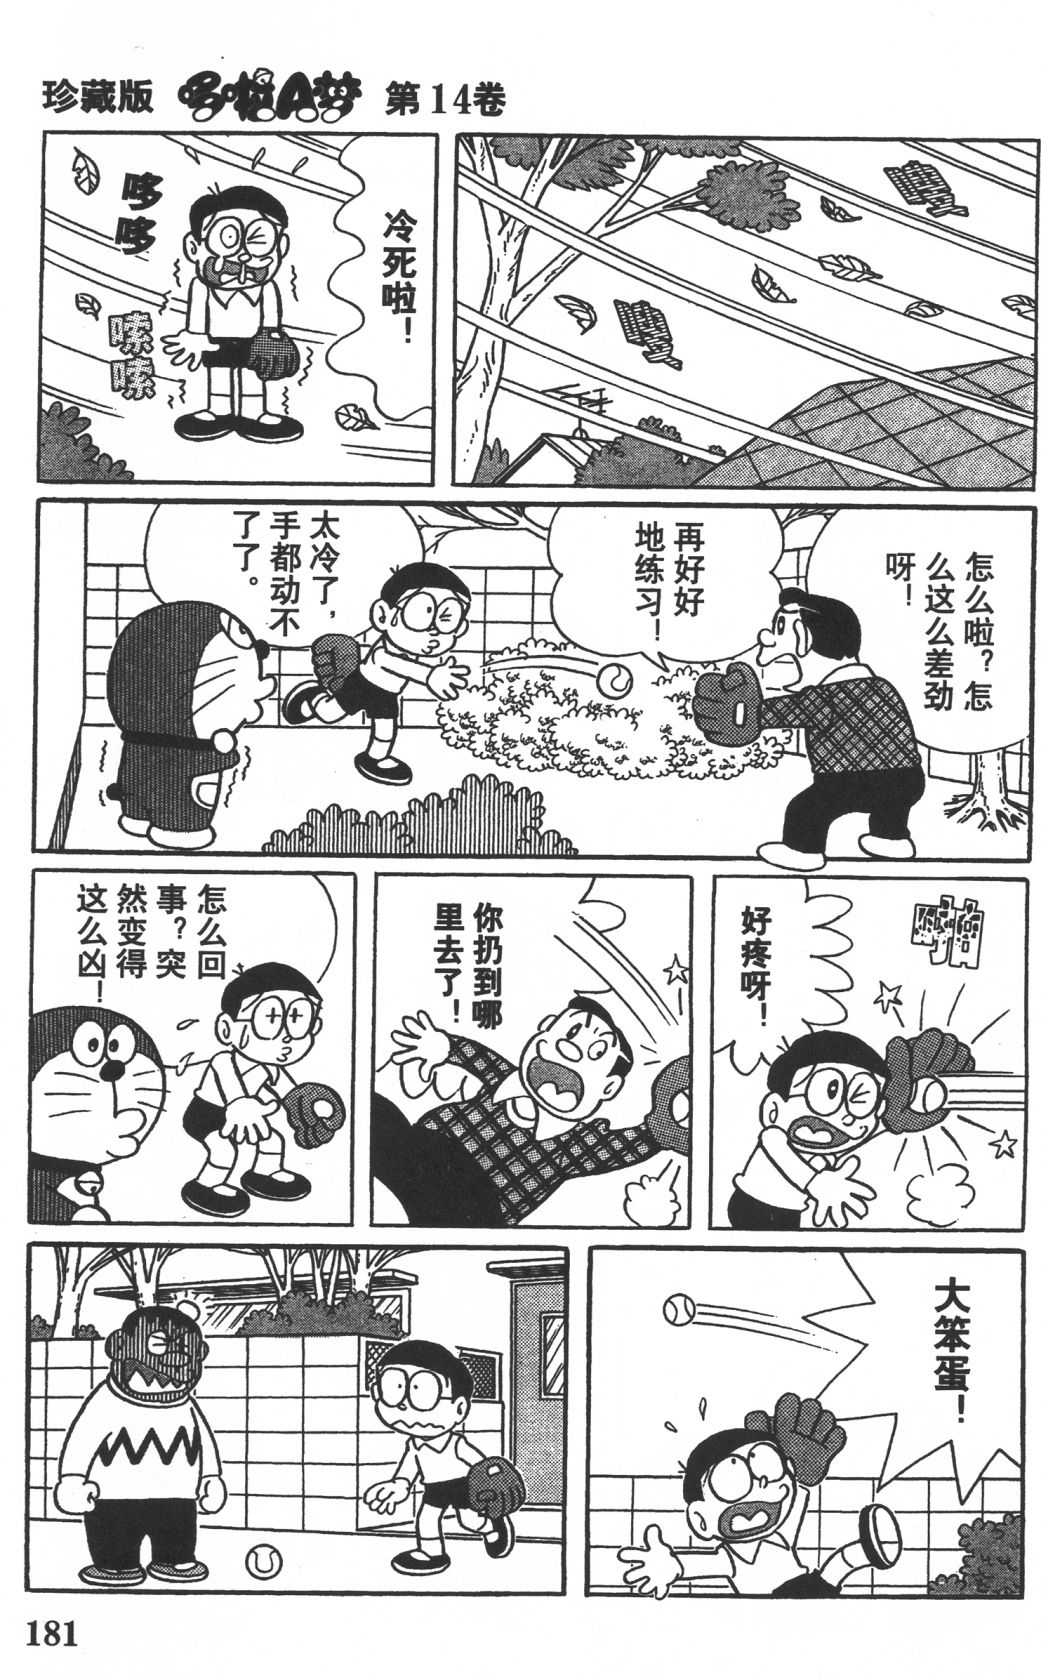 珍藏版 哆啦A梦 第14卷
冷死啦！
哆哆
嗦嗦
怎么啦？怎
么这么差劲
呀！
再好好
地练习！
太冷了，
手都动不
了了。
啪
好疼呀！
你扔到哪
里去了！
怎么回
事？突
然变得
这么凶！
大笨蛋！
181